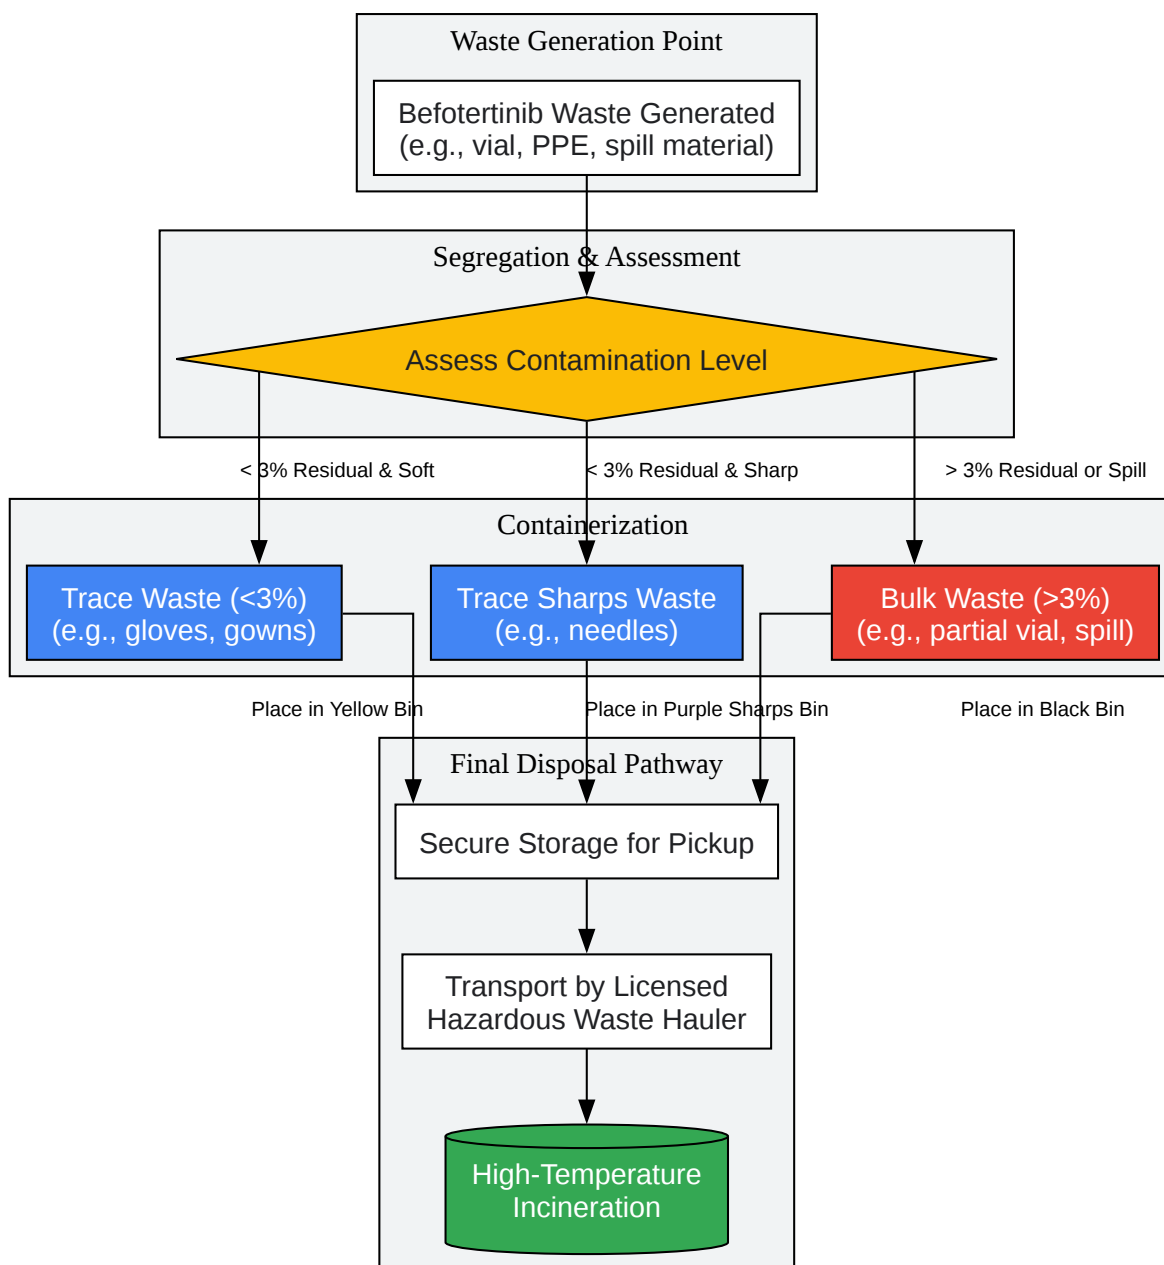 Waste Generation Point
Befotertinib Waste Generated
(e.g., vial, PPE, spill material)
Segregation & Assessment
Assess Contamination Level
< 3% Residual & Soft
< 3% Residual & Sharp
> 3% Residual or Spill
Containerization
Trace Waste (<3%)
(e.g., gloves, gowns)
Trace Sharps Waste
(e.g., needles)
Bulk Waste (>3%)
(e.g., partial vial, spill)
Place in Yellow Bin
Place in Purple Sharps Bin
Place in Black Bin
Final Disposal Pathway
Secure Storage for Pickup
Transport by Licensed
Hazardous Waste Hauler
High-Temperature
Incineration